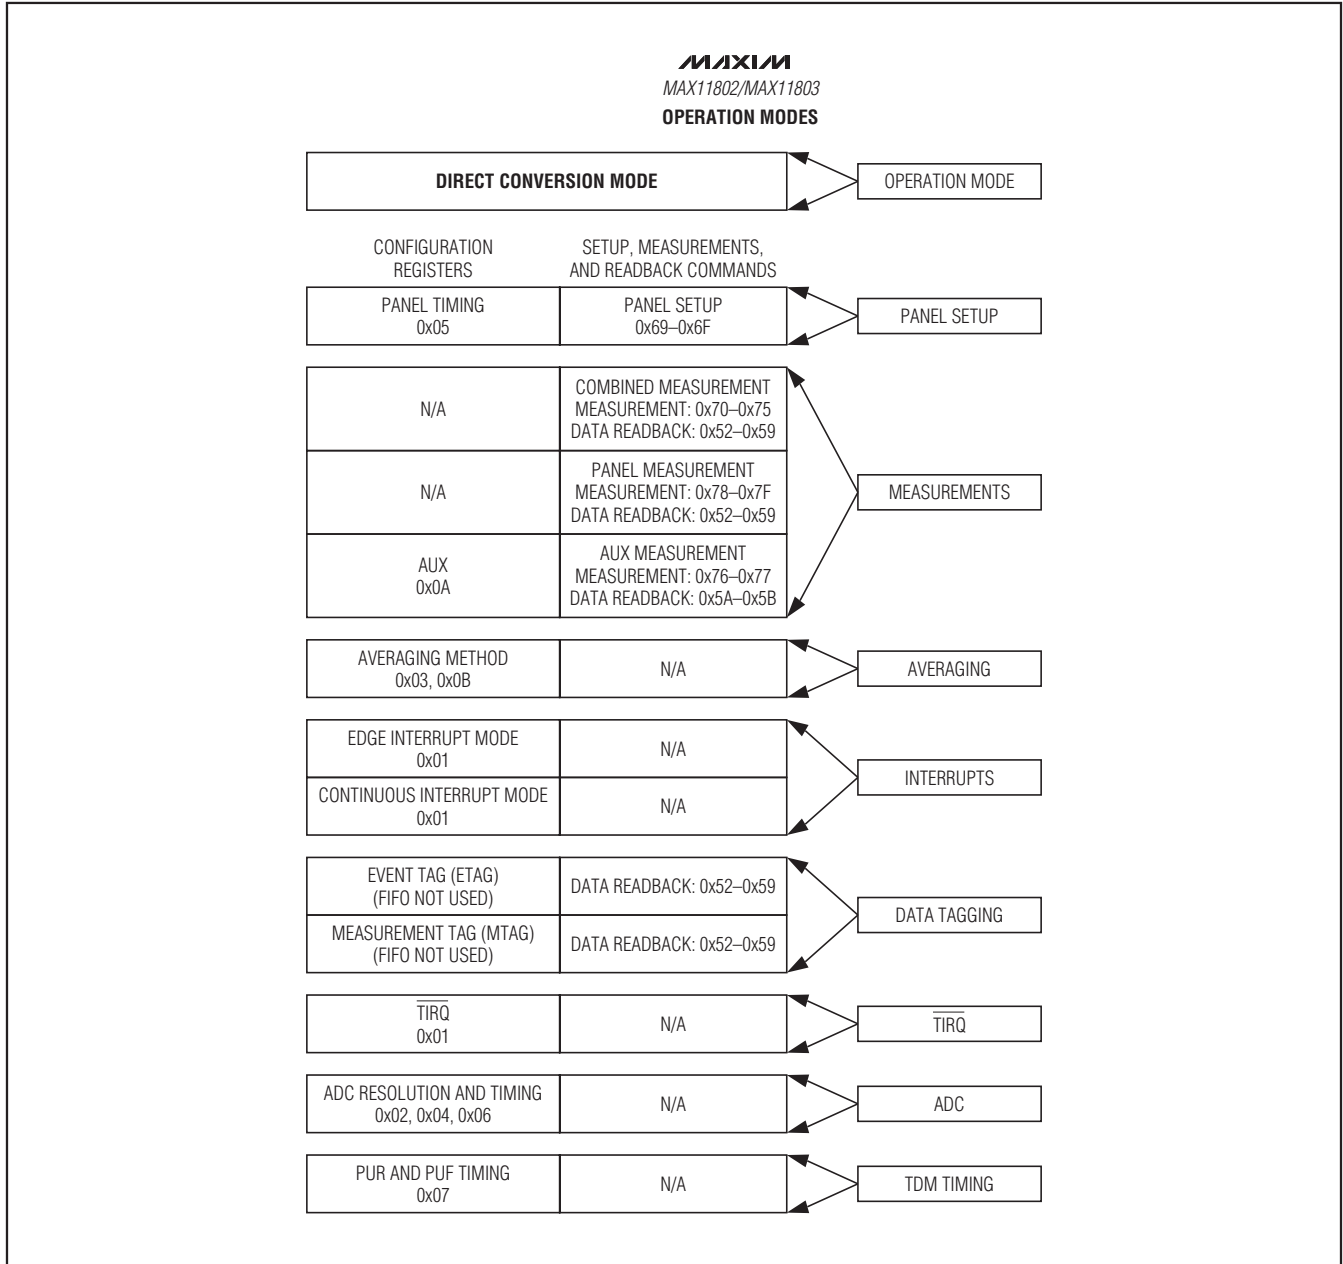 MAXIM
MAX11802/MAX11803
OPERATION MODES
DIRECT CONVERSION MODE
OPERATION MODE
CONFIGURATION
REGISTERS
SETUP, MEASUREMENTS,
AND READBACK COMMANDS
PANEL TIMING
0x05
PANEL SETUP
0x69–0x6F
PANEL SETUP
N/A
COMBINED MEASUREMENT
MEASUREMENT: 0x70–0x75
DATA READBACK: 0x52–0x59
N/A
PANEL MEASUREMENT
MEASUREMENT: 0x78–0x7F
DATA READBACK: 0x52–0x59
MEASUREMENTS
AUX
0x0A
AUX MEASUREMENT
MEASUREMENT: 0x76–0x77
DATA READBACK: 0x5A–0x5B
AVERAGING METHOD
0x03, 0x0B
N/A
AVERAGING
EDGE INTERRUPT MODE
0x01
N/A
INTERRUPTS
CONTINUOUS INTERRUPT MODE
0x01
N/A
EVENT TAG (ETAG)
(FIFO NOT USED)
DATA READBACK: 0x52–0x59
DATA TAGGING
MEASUREMENT TAG (MTAG)
(FIFO NOT USED)
DATA READBACK: 0x52–0x59
TIRQ
0x01
N/A
TIRQ
ADC RESOLUTION AND TIMING
0x02, 0x04, 0x06
N/A
ADC
PUR AND PUF TIMING
0x07
N/A
TDM TIMING